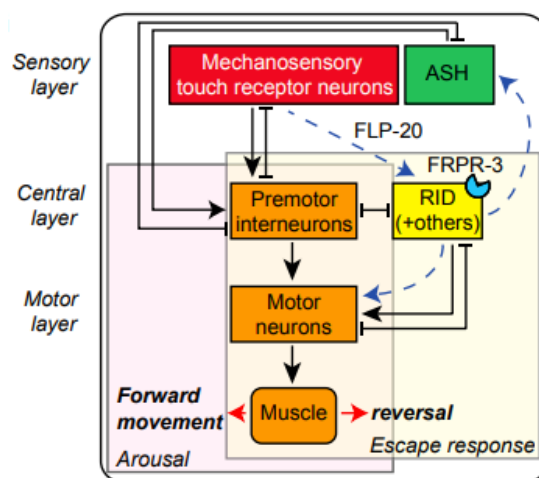 Sensory
layer
Mechanosensory
touch receptor neurons
ASH
FLP-20
FRPR-3
Central
layer
Premotor
interneurons
RID
(+others)
Motor
layer
Motor
neurons
Forward
movement
Muscle
reversal
Arousal
Escape response